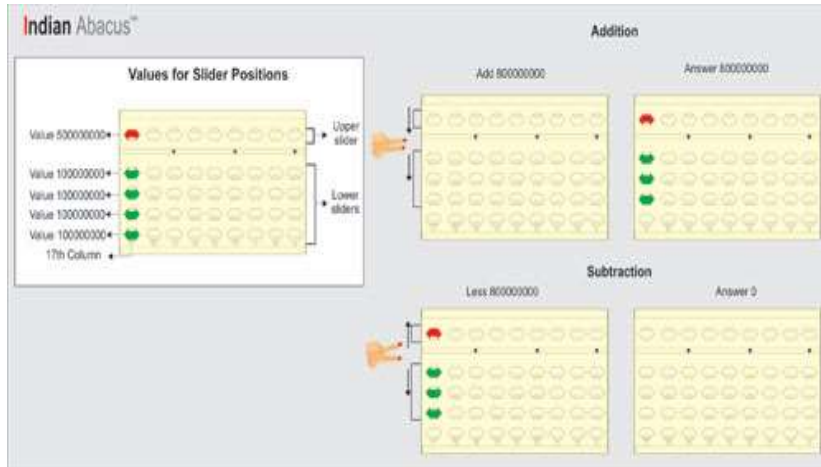 Indian Abacus™
Values for Slider Positions
Value 500000000
Upper
slider
Value 100000000
Value 100000000
Value 100000000
Value 100000000
Lower
sliders
17th Column
Addition
Add 800000000
Answer 800000000
Subtraction
Less 800000000
Answer 0